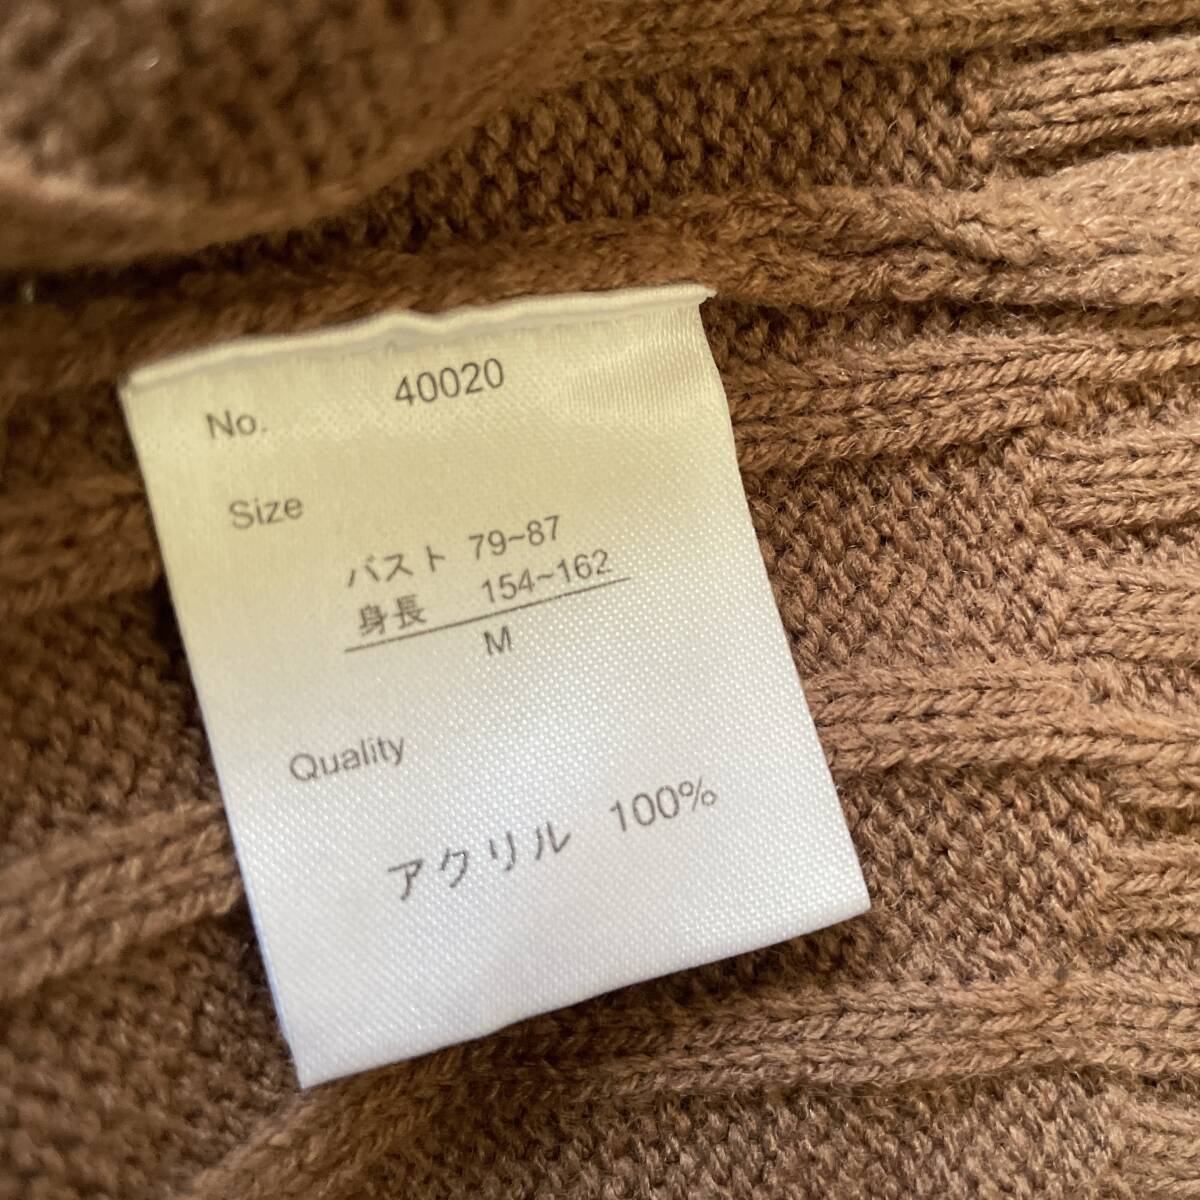 No. 40020
Size
バスト 79~87
身長 154~162
M
Quality
アクリル 100%